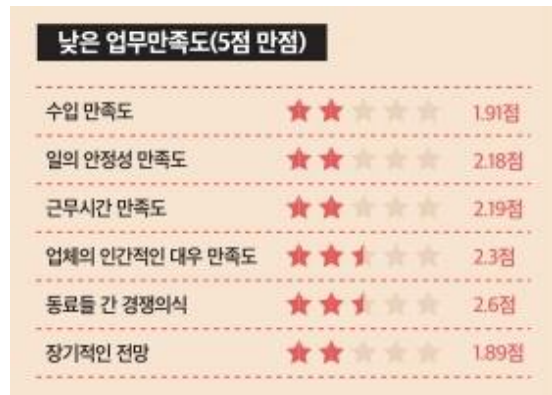 낮은 업무만족도(5점 만점)
수입 만족도 1.91점
일의 안정성 만족도 2.18점
근무시간 만족도 2.19점
업체의 인간적인 대우 만족도 2.3점
동료들 간 경쟁의식 2.6점
장기적인 전망 1.89점